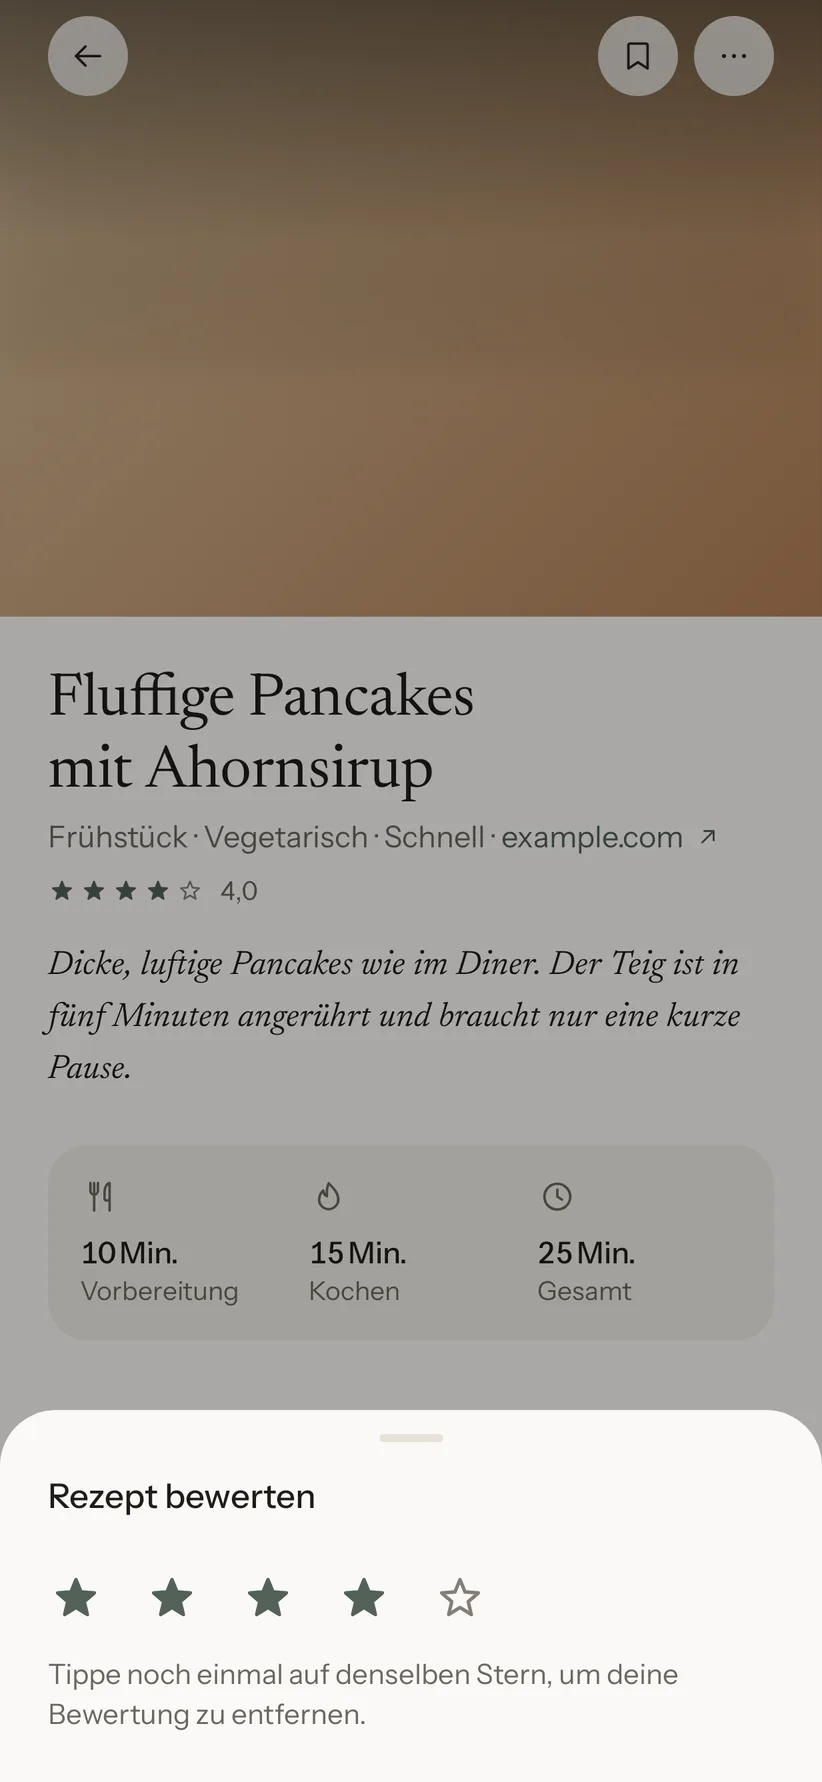 Fluffige Pancakes
mit Ahornsirup
Frühstück · Vegetarisch · Schnell · example.com
4,0
Dicke, luftige Pancakes wie im Diner. Der Teig ist in
fünf Minuten angerührt und braucht nur eine kurze
Pause.
10 Min. 15 Min. 25 Min.
Vorbereitung Kochen Gesamt
Rezept bewerten
Tippe noch einmal auf denselben Stern, um deine
Bewertung zu entfernen.